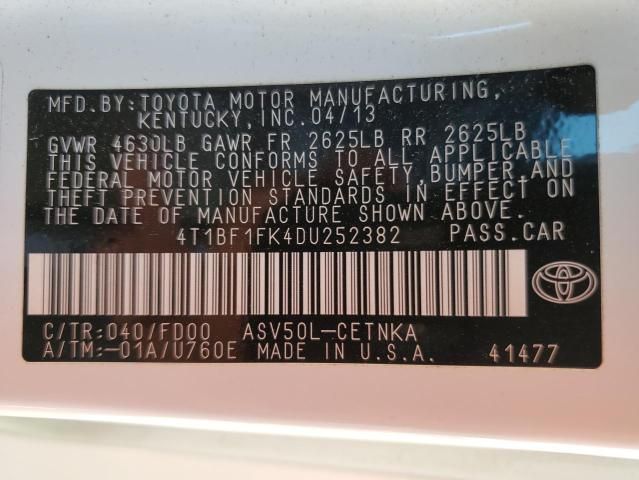 MFD.BY:TOYOTA MOTOR MANUFACTURING,
KENTUCKY,INC.04/13
GVWR 4630LB GAWR FR 2625LB RR 2625LB
THIS VEHICLE CONFORMS TO ALL APPLICABLE
FEDERAL MOTOR VEHICLE SAFETY,BUMPER,AND
THEFT PREVENTION STANDARDS IN EFFECT ON
THE DATE OF MANUFACTURE SHOWN ABOVE.
4T1BF1FK4DU252382 PASS.CAR
C/TR:040/FD00 ASV50L-CETNKA
A/TM:-01A/U760E MADE IN U.S.A. 41477